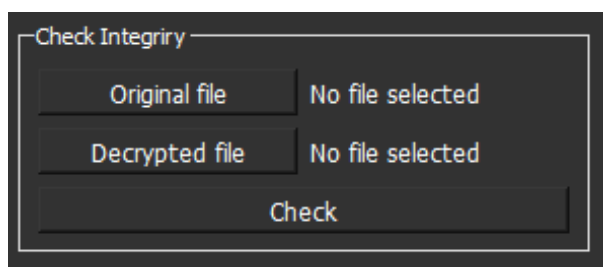 Check Integriry
Original file No file selected
Decrypted file No file selected
Check